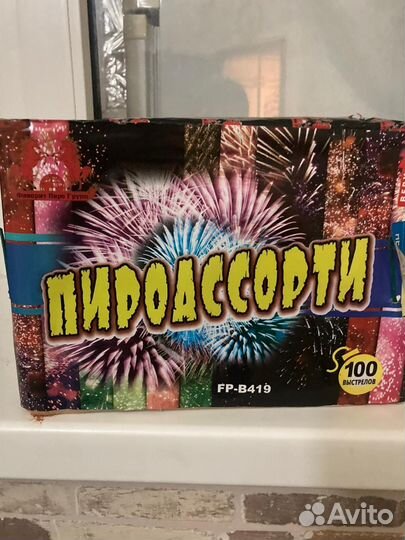 Фаворит Пиро Групп
ПИРОАССОРТИ
100
ВЫСТРЕЛОВ
FP-B419
Avito